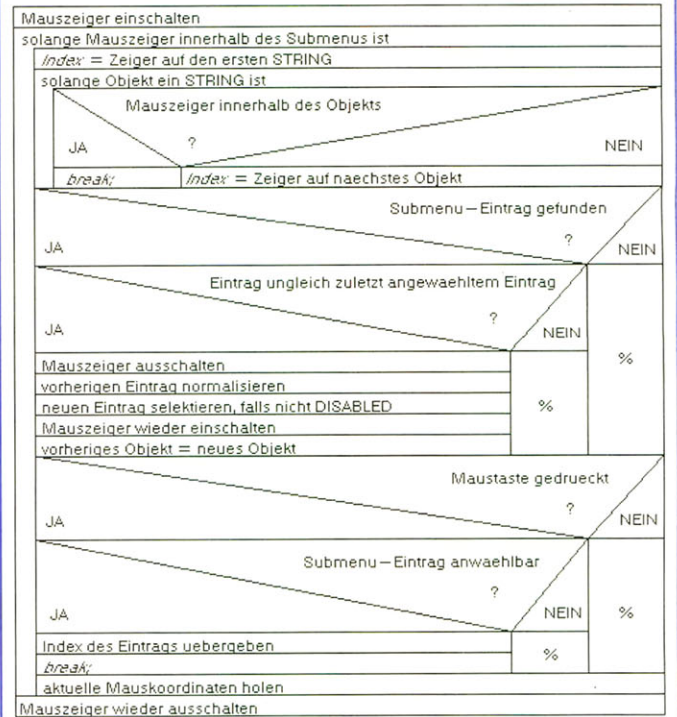 Mauszeiger einschalten
solange Mauszeiger innerhalb des Submenus ist
Index = Zeiger auf den ersten STRING
solange Objekt ein STRING ist
Mauszeiger innerhalb des Objekts
?
JA
NEIN
break;
Index = Zeiger auf naechstes Objekt
Submenu-Eintrag gefunden
?
JA
NEIN
Eintrag ungleich zuletzt angewaehltem Eintrag
?
JA
NEIN
%
Mauszeiger ausschalten
vorherigen Eintrag normalisieren
neuen Eintrag selektieren, falls nicht DISABLED
%
Mauszeiger wieder einschalten
vorheriges Objekt = neues Objekt
Maustaste gedrueckt
?
JA
NEIN
Submenu-Eintrag anwaehlbar
?
JA
NEIN
%
Index des Eintrags uebergeben
%
break;
aktuelle Mauskoordinaten holen
Mauszeiger wieder ausschalten